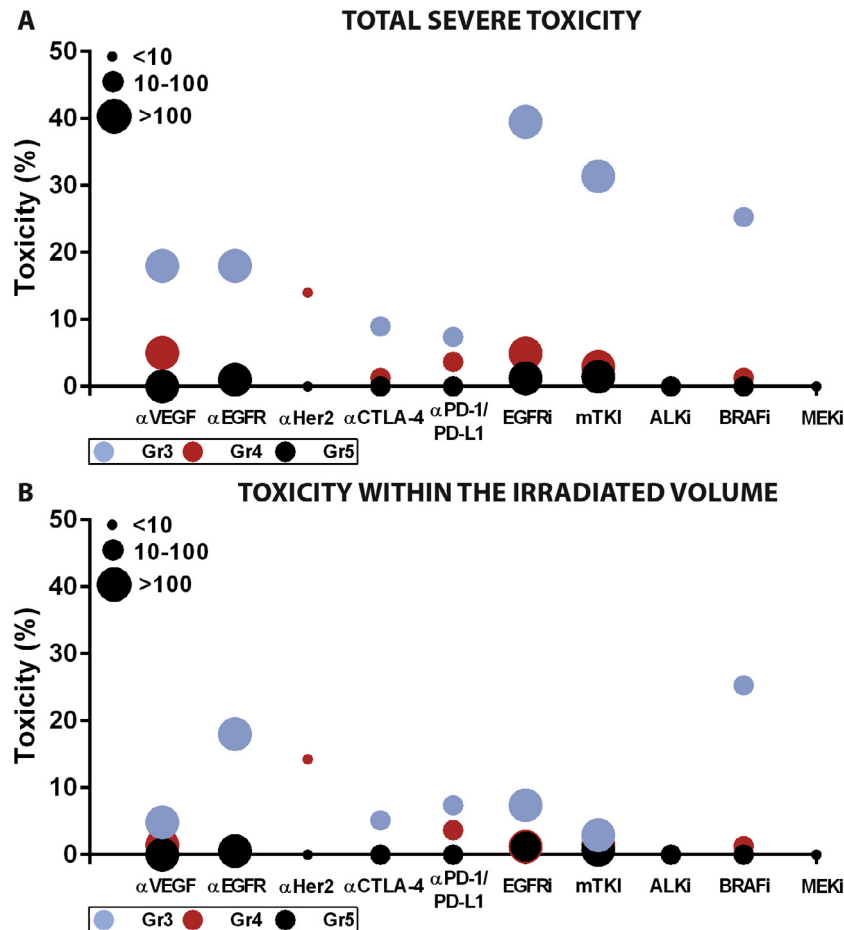 A TOTAL SEVERE TOXICITY
50
40
30
20
10
0
Toxicity (%)
<10
10-100
>100
αVEGF αEGFR αHer2 αCTLA-4 αPD-1/ EGFRi mTKI ALKi BRAFi MEKi
PD-L1
Gr3 Gr4 Gr5
B TOXICITY WITHIN THE IRRADIATED VOLUME
50
40
30
20
10
0
Toxicity (%)
<10
10-100
>100
αVEGF αEGFR αHer2 αCTLA-4 αPD-1/ EGFRi mTKI ALKi BRAFi MEKi
PD-L1
Gr3 Gr4 Gr5